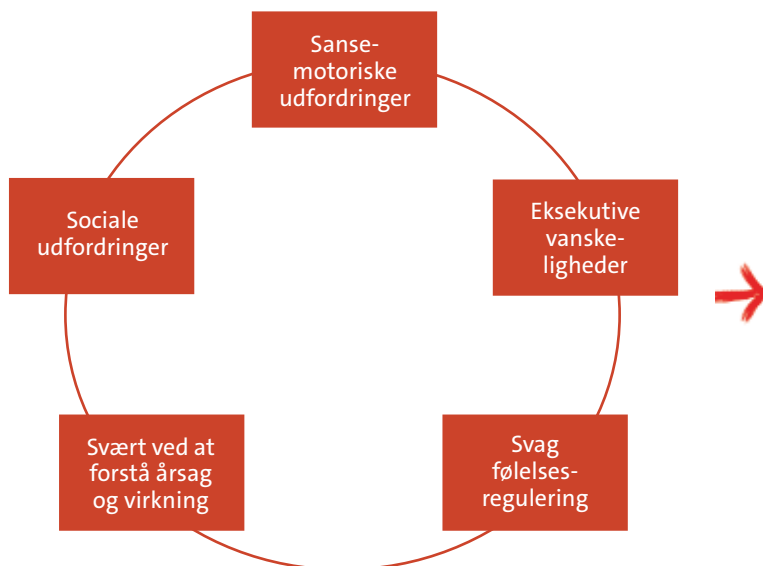 Sanse-
motoriske
udfordringer
Eksekutive
vanske-
ligheder
Svag
følelses-
regulering
Svært ved at
forstå årsag
og virkning
Sociale
udfordringer